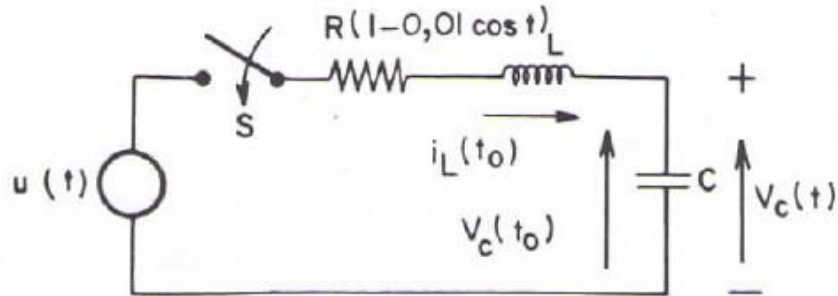 R(1-0,01 cos t)
L
S
+
u (t)
i_L(t_0)
C
V_c(t_0)
V_c(t)
−